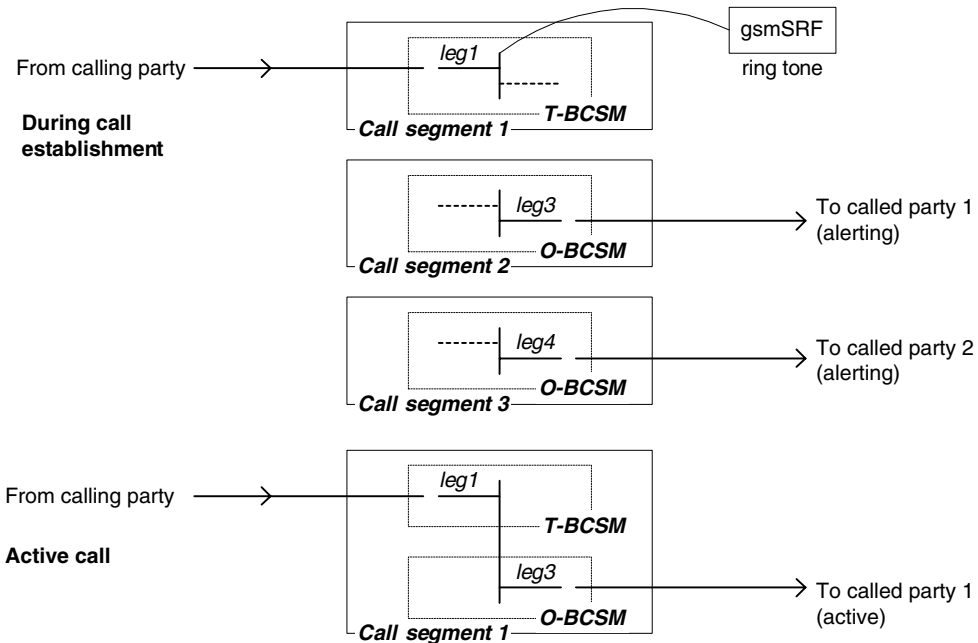 gsmSRF
ring tone
leg1
From calling party
T-BCSM
Call segment 1
During call
establishment
leg3
To called party 1
(alerting)
O-BCSM
Call segment 2
leg4
To called party 2
(alerting)
O-BCSM
Call segment 3
leg1
From calling party
T-BCSM
Active call
leg3
To called party 1
(active)
O-BCSM
Call segment 1